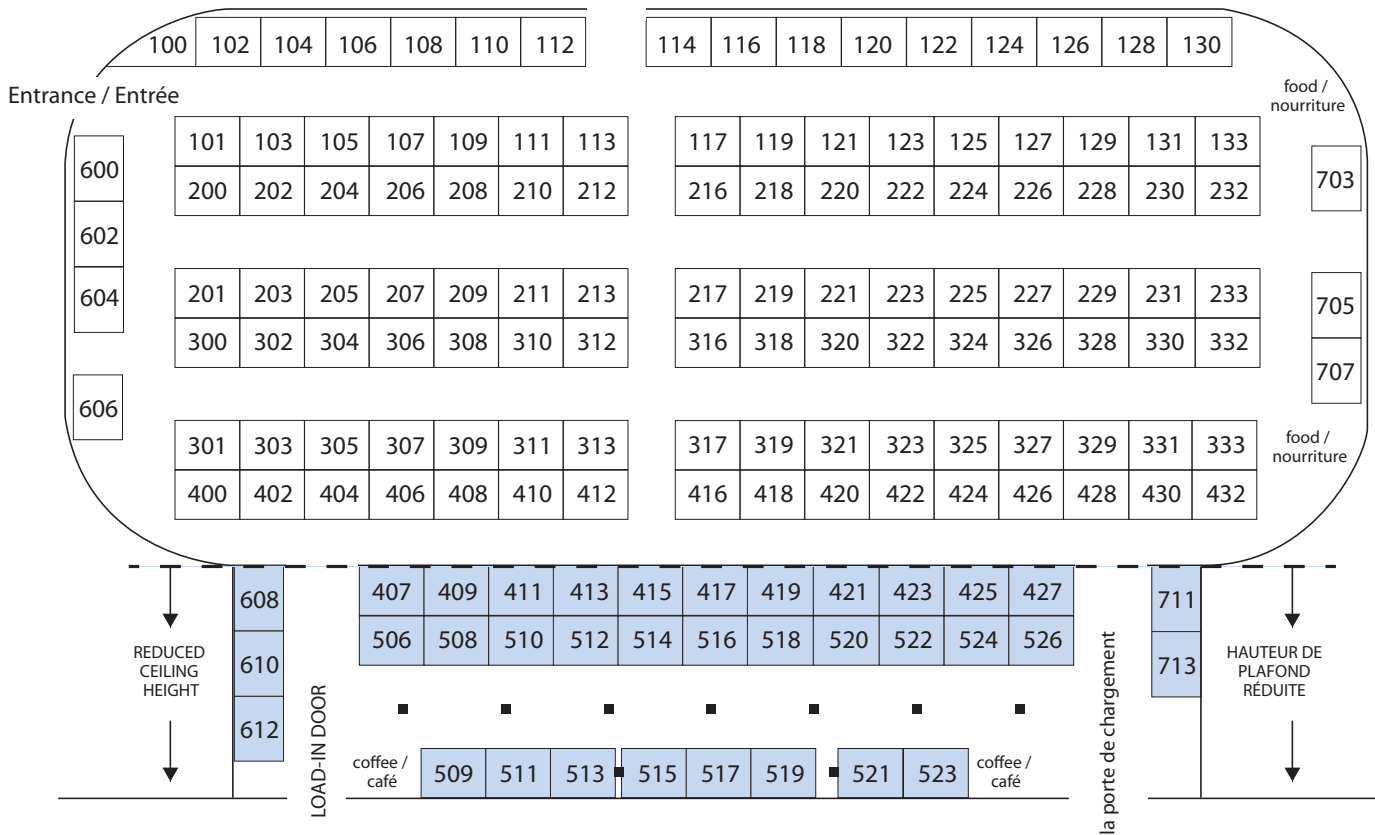 100 102 104 106 108 110 112 114 116 118 120 122 124 126 128 130
Entrance / Entrée
food /
nourriture
101 103 105 107 109 111 113 117 119 121 123 125 127 129 131 133
600
703
200 202 204 206 208 210 212 216 218 220 222 224 226 228 230 232
602
604
201 203 205 207 209 211 213 217 219 221 223 225 227 229 231 233
705
300 302 304 306 308 310 312 316 318 320 322 324 326 328 330 332
707
606
301 303 305 307 309 311 313 317 319 321 323 325 327 329 331 333
food /
nourriture
400 402 404 406 408 410 412 416 418 420 422 424 426 428 430 432
608
407 409 411 413 415 417 419 421 423 425 427
711
506 508 510 512 514 516 518 520 522 524 526
610
713
REDUCED
CEILING
HEIGHT
HAUTEUR DE
PLAFOND
RÉDUITE
612
LOAD-IN DOOR
la porte de chargement
coffee /
café
509 511 513 515 517 519 521 523
coffee /
café